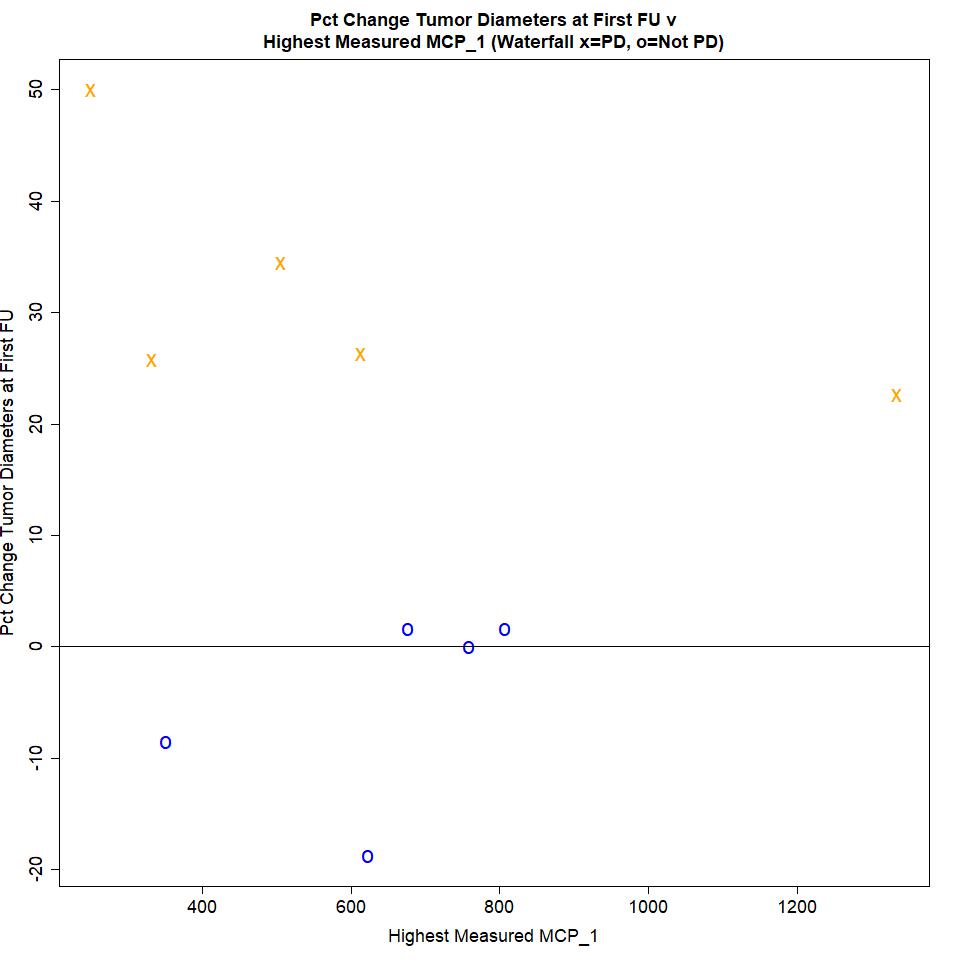 Pct Change Tumor Diameters at First FU v
Highest Measured MCP_1 (Waterfall x=PD, o=Not PD)
Pct Change Tumor Diameters at First FU
50
40
30
20
10
0
-10
-20
X
X
X
X
X
O
O
O
O
O
400 600 800 1000 1200
Highest Measured MCP_1